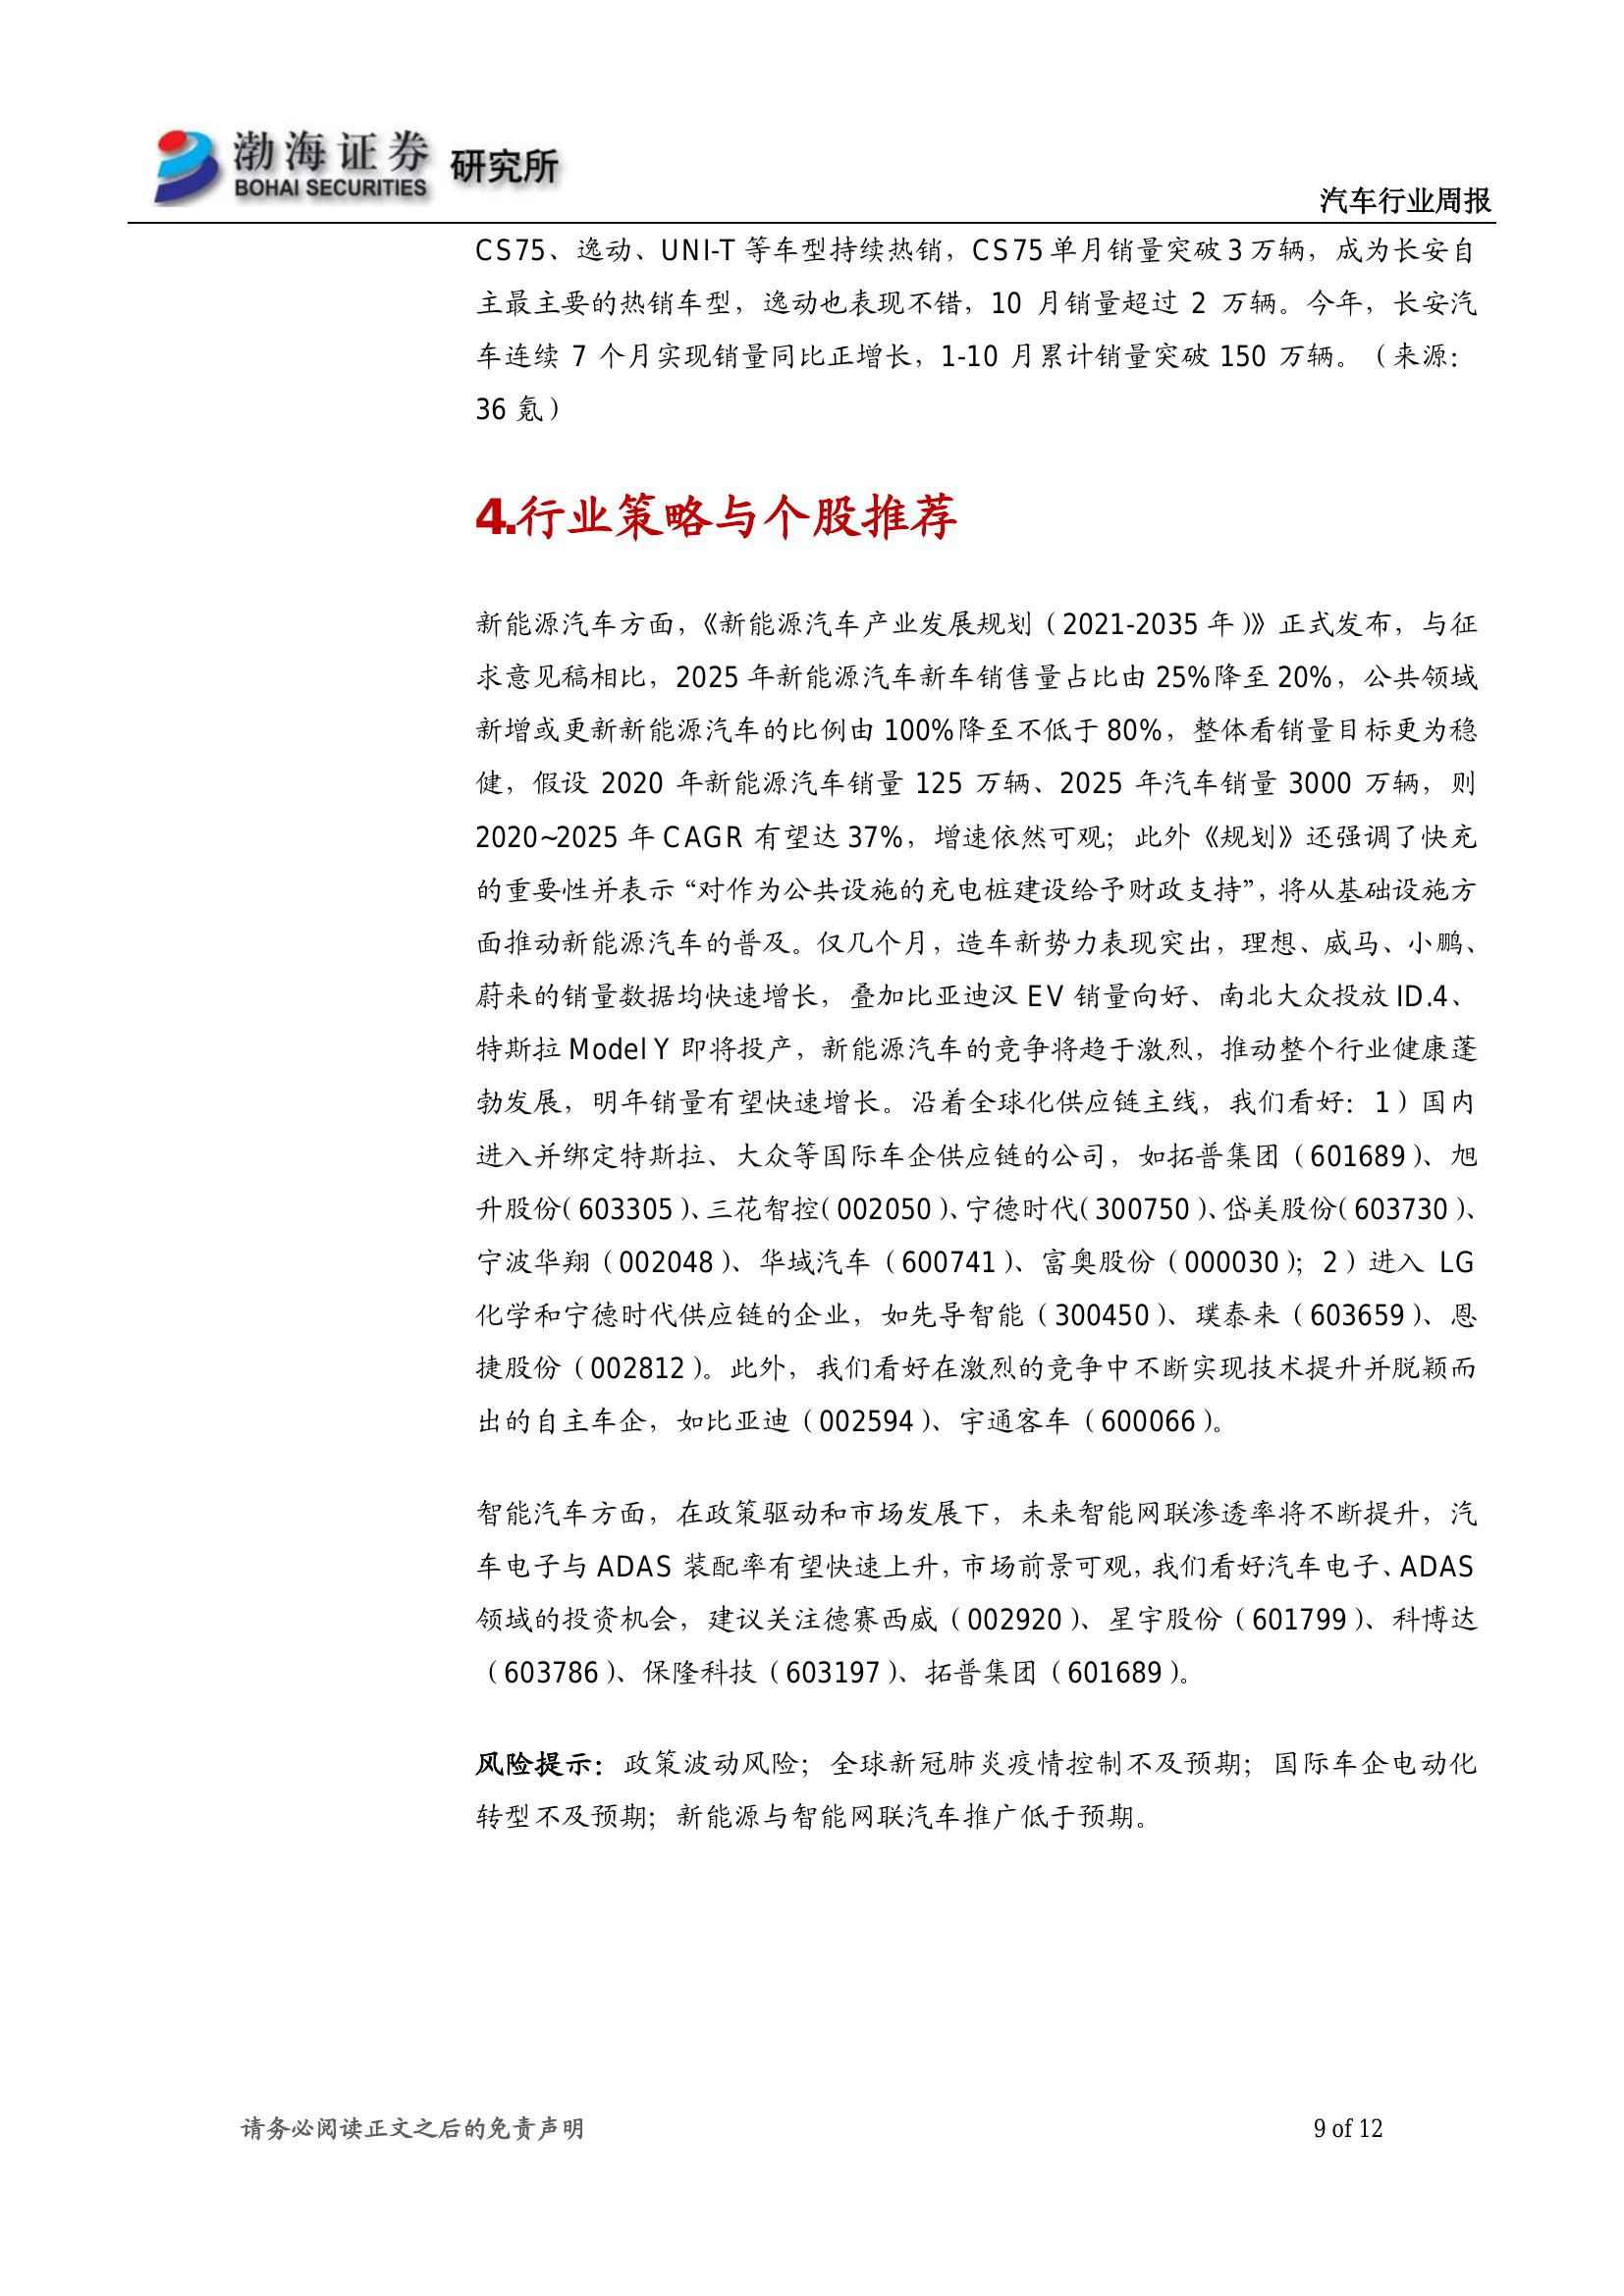 渤海证券 研究所
BOHAI SECURITIES
汽车行业周报
CS75、逸动、UNI-T 等车型持续热销，CS75 单月销量突破 3 万辆，成为长安自
主最主要的热销车型，逸动也表现不错，10 月销量超过 2 万辆。今年，长安汽
车连续 7 个月实现销量同比正增长，1-10 月累计销量突破 150 万辆。（来源：
36 氪）
4.行业策略与个股推荐
新能源汽车方面，《新能源汽车产业发展规划（2021-2035 年）》正式发布，与征
求意见稿相比，2025 年新能源汽车新车销售量占比由 25%降至 20%，公共领域
新增或更新新能源汽车的比例由 100%降至不低于 80%，整体看销量目标更为稳
健，假设 2020 年新能源汽车销量 125 万辆、2025 年汽车销量 3000 万辆，则
2020~2025 年 CAGR 有望达 37%，增速依然可观；此外《规划》还强调了快充
的重要性并表示“对作为公共设施的充电桩建设给予财政支持”，将从基础设施方
面推动新能源汽车的普及。仅几个月，造车新势力表现突出，理想、威马、小鹏、
蔚来的销量数据均快速增长，叠加比亚迪汉 EV 销量向好、南北大众投放 ID.4、
特斯拉 Model Y 即将投产，新能源汽车的竞争将趋于激烈，推动整个行业健康蓬
勃发展，明年销量有望快速增长。沿着全球化供应链主线，我们看好：1）国内
进入并绑定特斯拉、大众等国际车企供应链的公司，如拓普集团（601689）、旭
升股份（603305）、三花智控（002050）、宁德时代（300750）、岱美股份（603730）、
宁波华翔（002048）、华域汽车（600741）、富奥股份（000030）；2）进入 LG
化学和宁德时代供应链的企业，如先导智能（300450）、璞泰来（603659）、恩
捷股份（002812）。此外，我们看好在激烈的竞争中不断实现技术提升并脱颖而
出的自主车企，如比亚迪（002594）、宇通客车（600066）。
智能汽车方面，在政策驱动和市场发展下，未来智能网联渗透率将不断提升，汽
车电子与 ADAS 装配率有望快速上升，市场前景可观，我们看好汽车电子、ADAS
领域的投资机会，建议关注德赛西威（002920）、星宇股份（601799）、科博达
（603786）、保隆科技（603197）、拓普集团（601689）。
风险提示：政策波动风险；全球新冠肺炎疫情控制不及预期；国际车企电动化
转型不及预期；新能源与智能网联汽车推广低于预期。
请务必阅读正文之后的免责声明
9 of 12